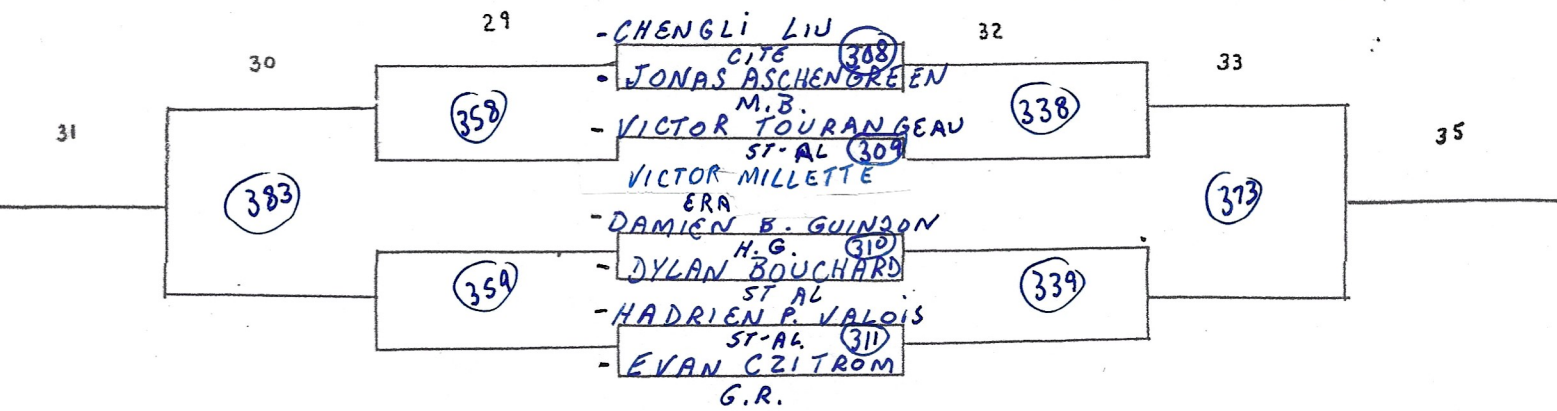 29
- CHENGLI LIU
32
30
CITE 308
33
- JONAS ASCHENGREEN
358
M.B.
338
31
- VICTOR TOURANGEAU
35
ST-AL 309
VICTOR MILLETTE
383
373
ERA
- DAMIEN B. GUINZON
H.G. 310
- DYLAN BOUCHARD
359
ST AL
339
- HADRIEN P. VALOIS
ST-AL. 311
- EVAN CZITROM
G.R.